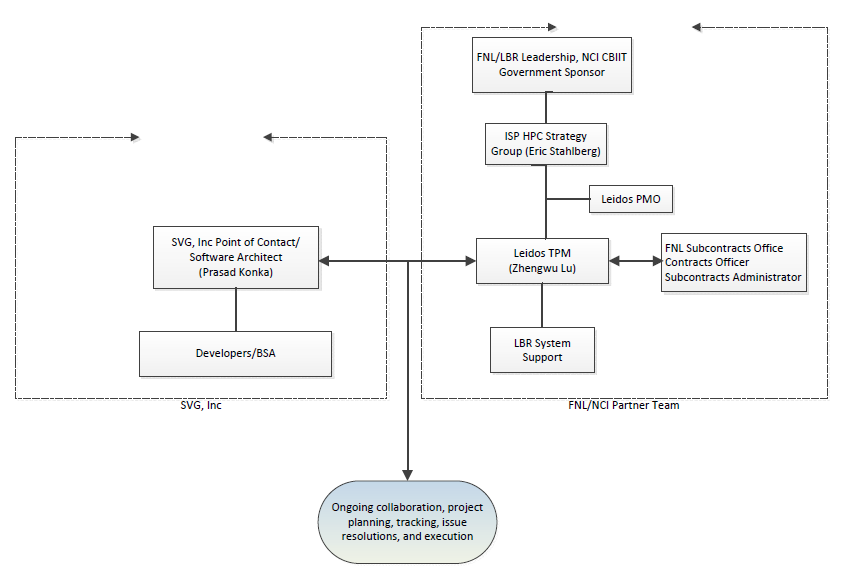 FNL/LBR Leadership, NCI CBIIT
Government Sponsor
ISP HPC Strategy
Group (Eric Stahlberg)
Leidos PMO
SVG, Inc Point of Contact/
Software Architect
(Prasad Konka)
Leidos TPM
(Zhengwu Lu)
FNL Subcontracts Office
Contracts Officer
Subcontracts Administrator
Developers/BSA
LBR System
Support
SVG, Inc
FNL/NCI Partner Team
Ongoing collaboration, project
planning, tracking, issue
resolutions, and execution